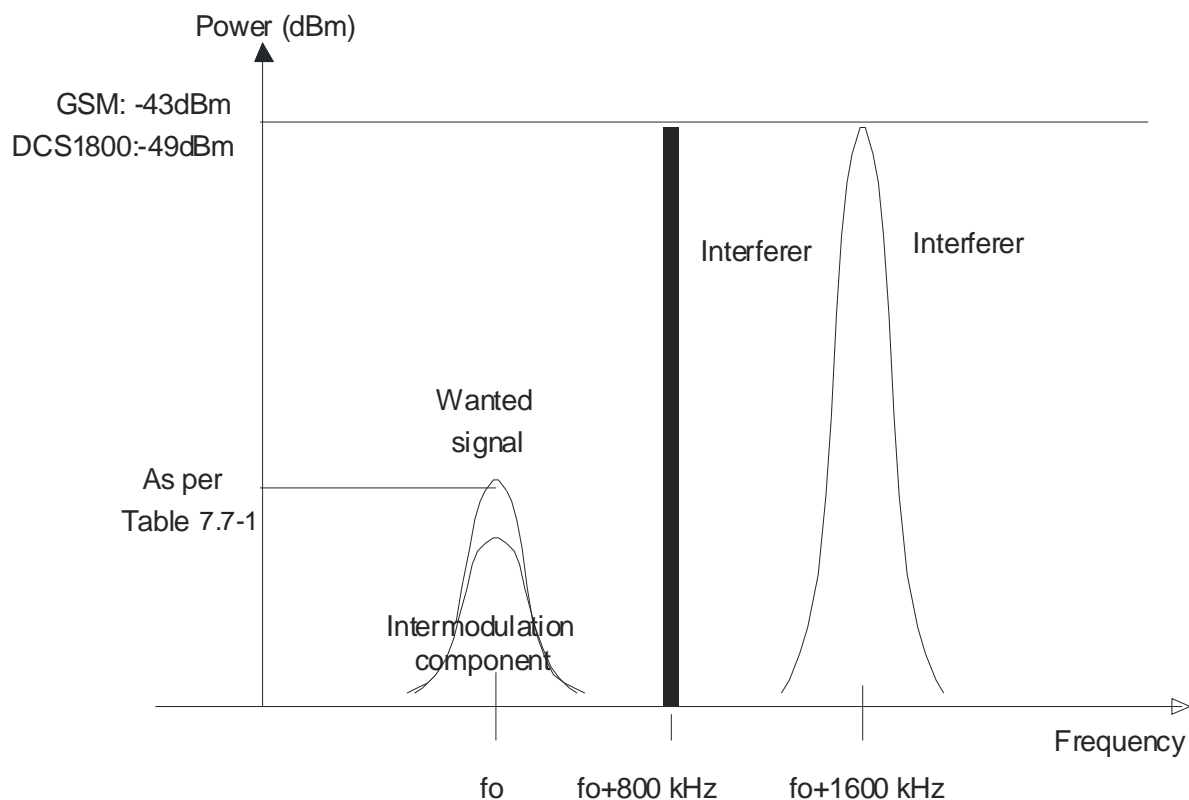 Power (dBm)
GSM: -43dBm
DCS1800:-49dBm
Interferer
Interferer
Wanted
signal
As per
Table 7.7-1
Intermodulation
component
Frequency
fo
fo+800 kHz
fo+1600 kHz